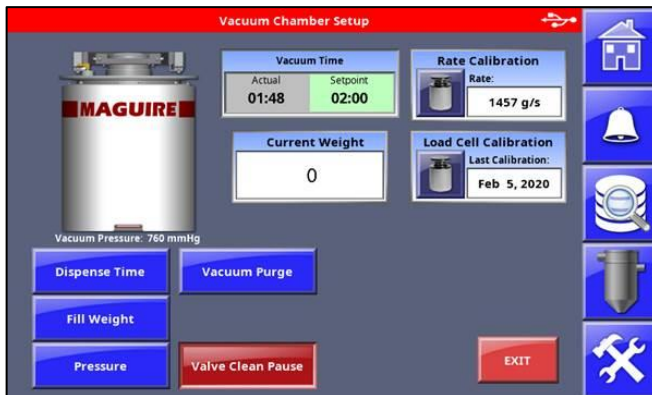 Vacuum Chamber Setup
MAGUIRE
Vacuum Pressure: 760 mmHg
Vacuum Time
Actual
Setpoint
01:48
02:00
Rate Calibration
Rate:
1457 g/s
Current Weight
0
Load Cell Calibration
Last Calibration:
Feb 5, 2020
Dispense Time
Vacuum Purge
Fill Weight
Pressure
Valve Clean Pause
EXIT